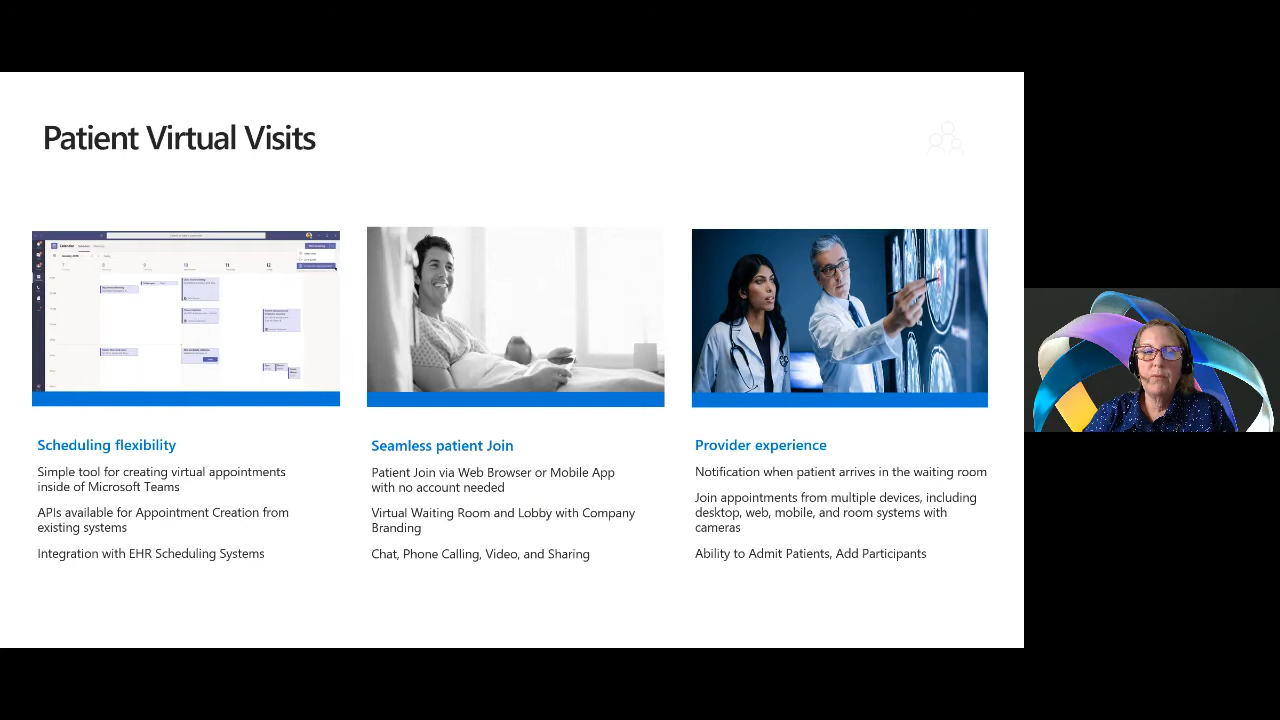 Patient Virtual Visits
Calendar
Scheduling flexibility
Simple tool for creating virtual appointments
inside of Microsoft Teams
APIs available for Appointment Creation from
existing systems
Integration with EHR Scheduling Systems
Seamless patient Join
Patient Join via Web Browser or Mobile App
with no account needed
Virtual Waiting Room and Lobby with Company
Branding
Chat, Phone Calling, Video, and Sharing
Provider experience
Notification when patient arrives in the waiting room
Join appointments from multiple devices, including
desktop, web, mobile, and room systems with
cameras
Ability to Admit Patients, Add Participants